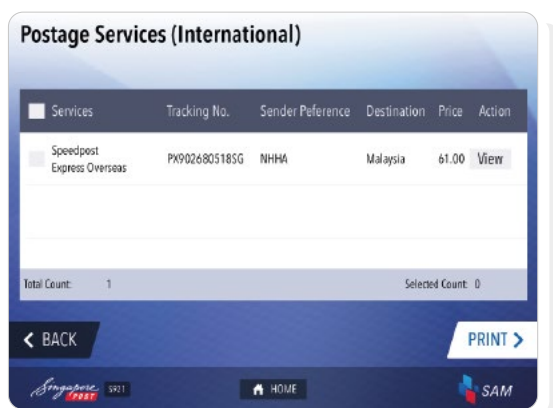 Postage Services (International)
Services Tracking No. Sender Peference Destination Price Action
Speedpost
Express Overseas PX902680518SG NHHA Malaysia 61.00 View
Total Count: 1 Selected Count: 0
< BACK PRINT >
Singapore POST S921 HOME SAM